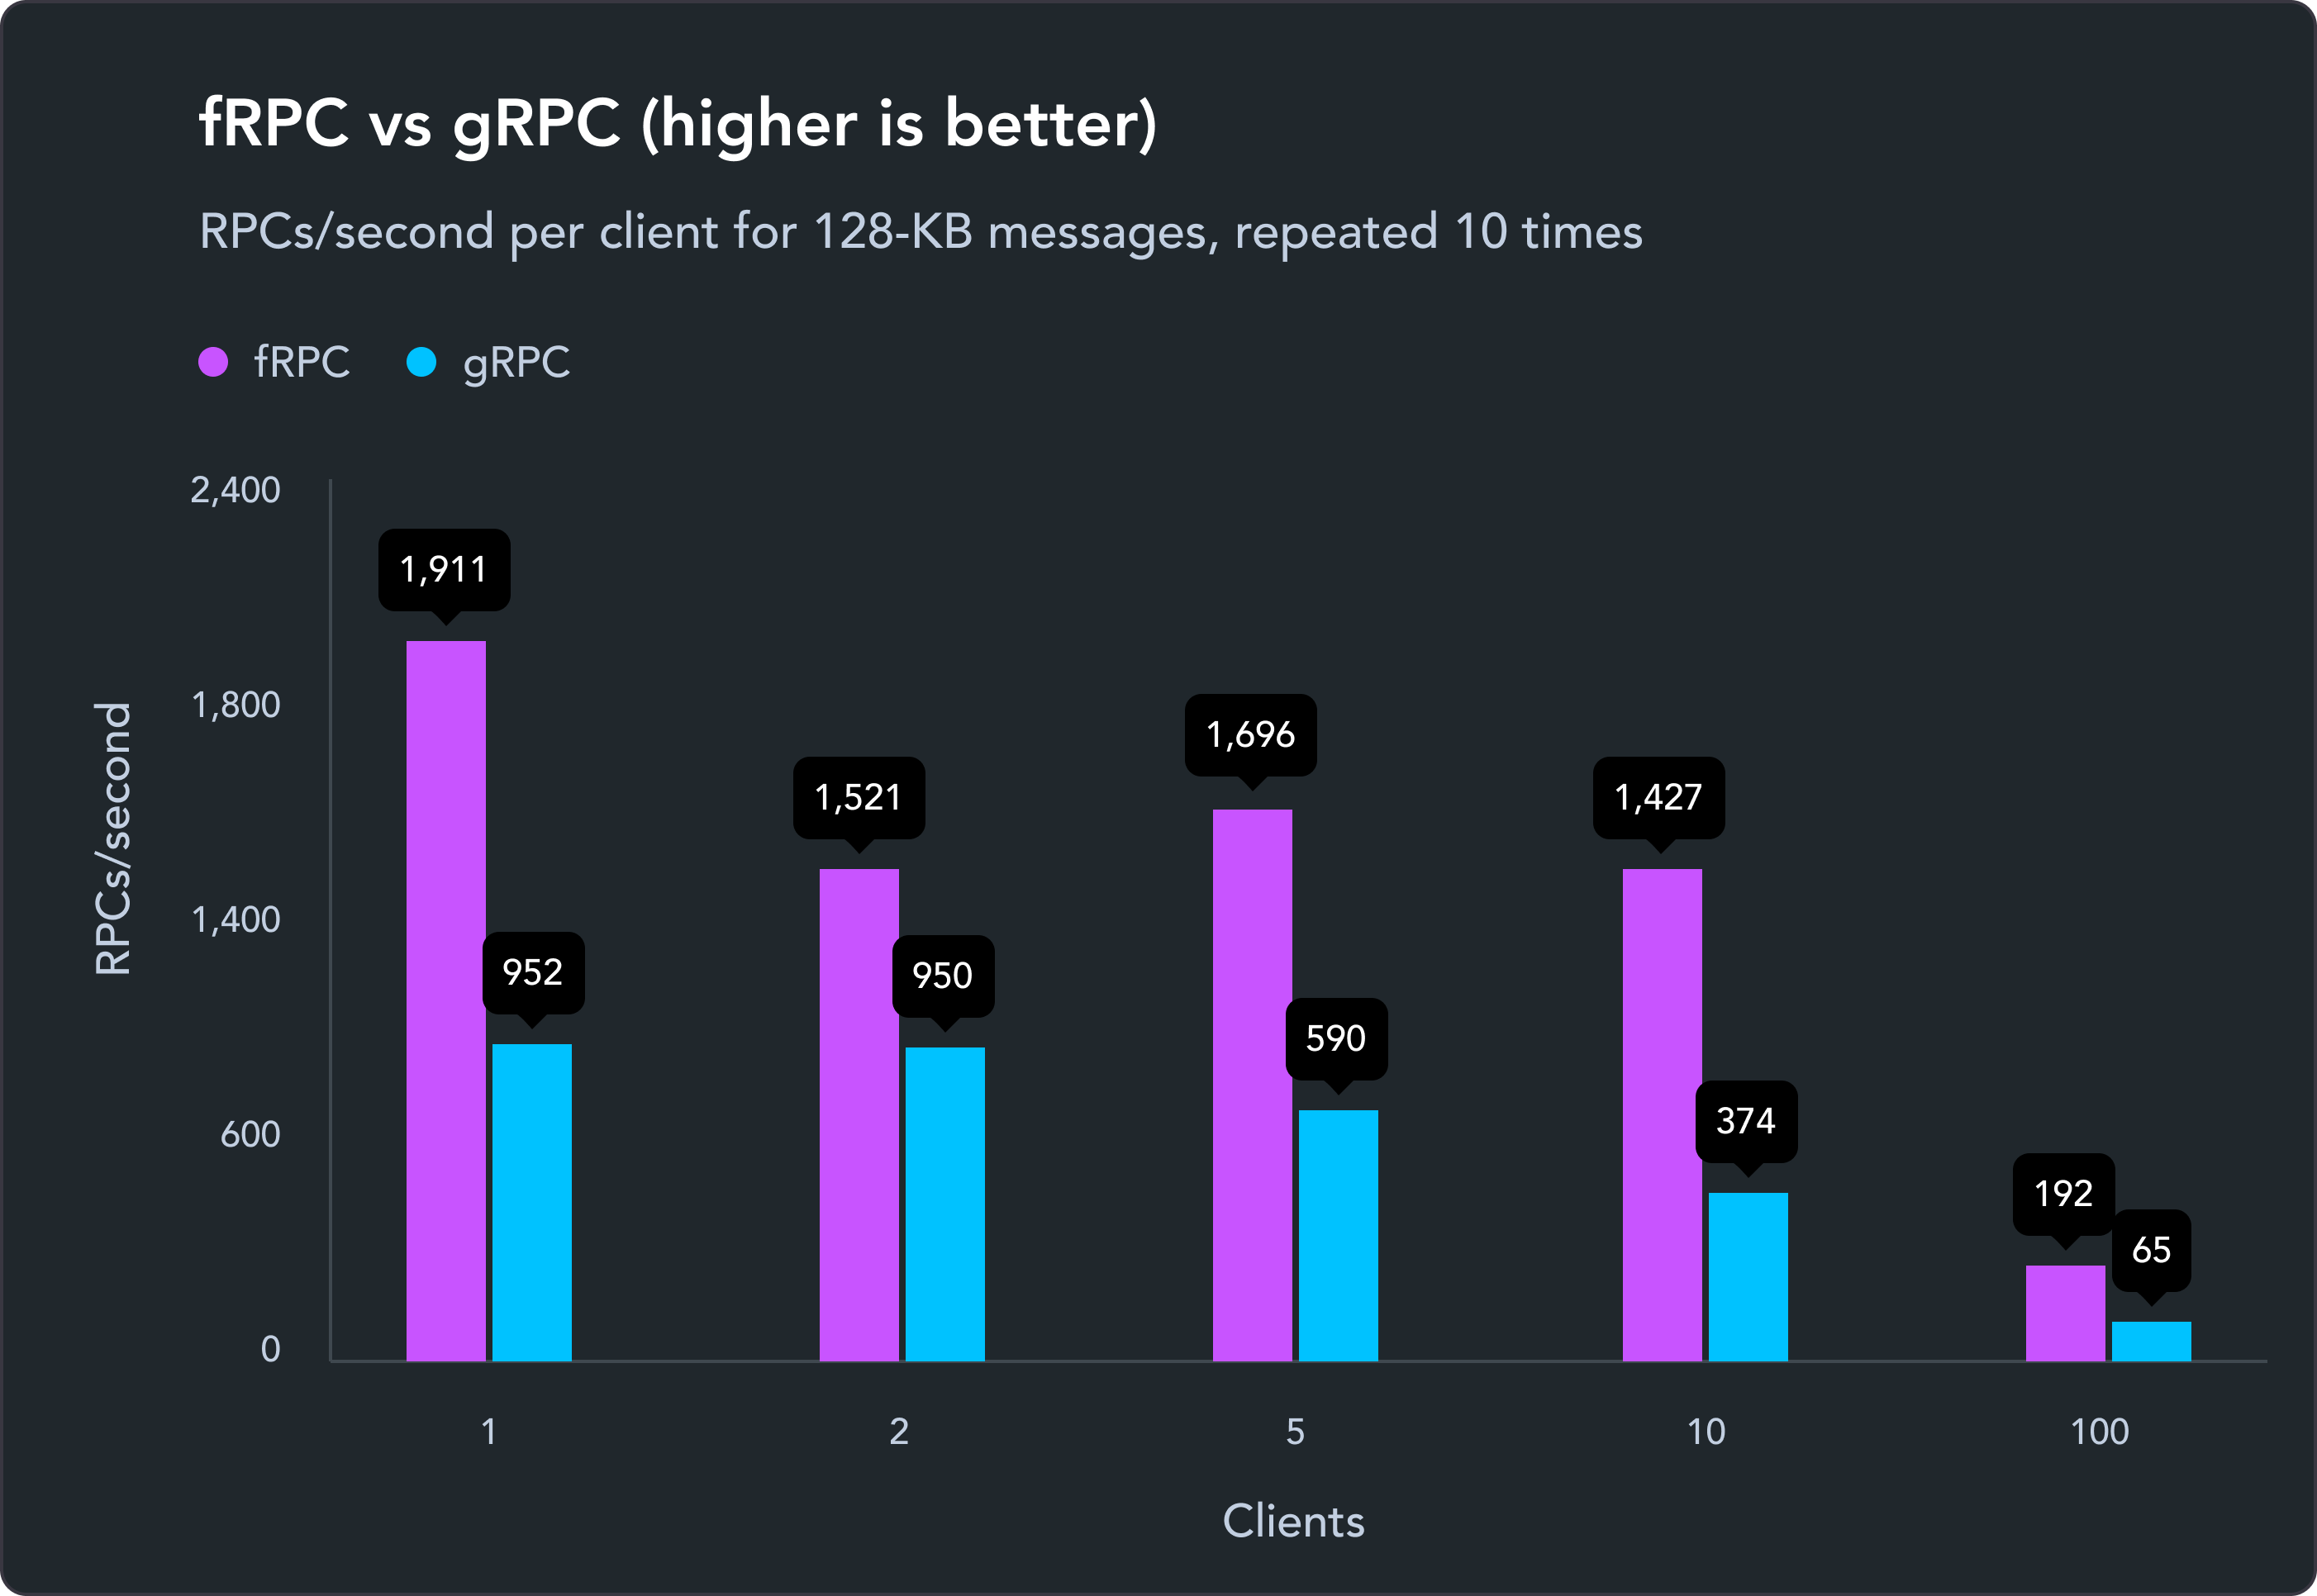 fRPC vs gRPC (higher is better)
RPCs/second per client for 128-KB messages, repeated 10 times
fRPC gRPC
2,400
1,911
1,800
1,696
1,521
1,427
1,400
952
950
590
600
374
192
65
0
RPCs/second
1 2 5 10 100
Clients